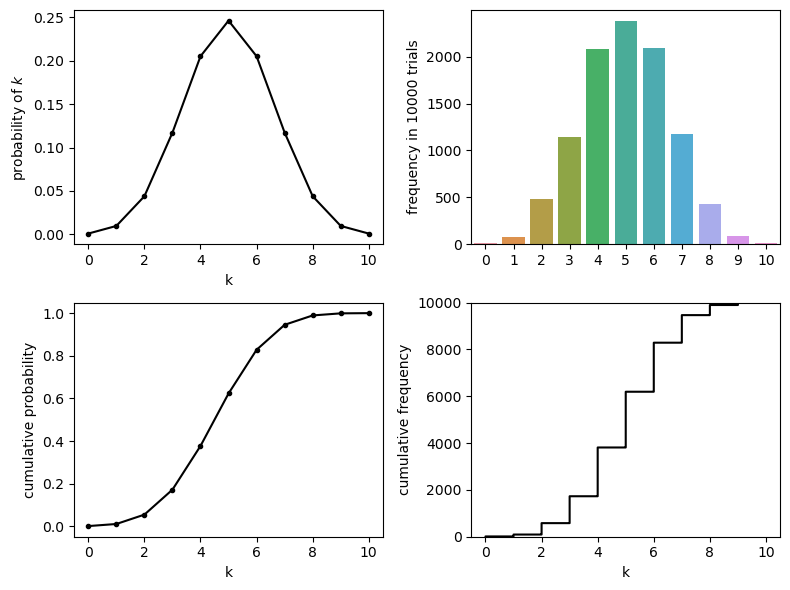 probability of k
0.25
0.20
0.15
0.10
0.05
0.00
0 2 4 6 8 10
k
frequency in 10000 trials
2000
1500
1000
500
0
0 1 2 3 4 5 6 7 8 9 10
cumulative probability
1.0
0.8
0.6
0.4
0.2
0.0
0 2 4 6 8 10
k
cumulative frequency
10000
8000
6000
4000
2000
0
0 2 4 6 8 10
k